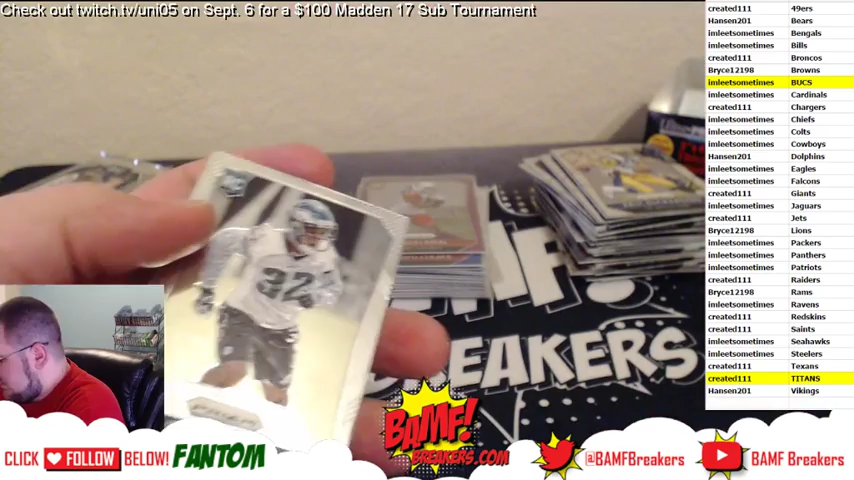 Check out twitch.tv/uni05 on Sept. 6 for a $100 Madden 17 Sub Tournament
created111 49ers
Hansen201 Bears
imleetsometimes Bengals
imleetsometimes Bills
created111 Broncos
Bryce12198 Browns
imleetsometimes BUCS
imleetsometimes Cardinals
created111 Chargers
imleetsometimes Chiefs
imleetsometimes Colts
imleetsometimes Cowboys
Hansen201 Dolphins
imleetsometimes Eagles
imleetsometimes Falcons
created111 Giants
imleetsometimes Jaguars
created111 Jets
Bryce12198 Lions
imleetsometimes Packers
imleetsometimes Panthers
imleetsometimes Patriots
created111 Raiders
Bryce12198 Rams
imleetsometimes Ravens
created111 Redskins
created111 Saints
imleetsometimes Seahawks
imleetsometimes Steelers
created111 Texans
created111 TITANS
Hansen201 Vikings
32
PRIZM
BREAKERS
CLICK FOLLOW BELOW! FANTOM
BAMF!
BREAKERS.COM
@BAMFBreakers
BAMF Breakers